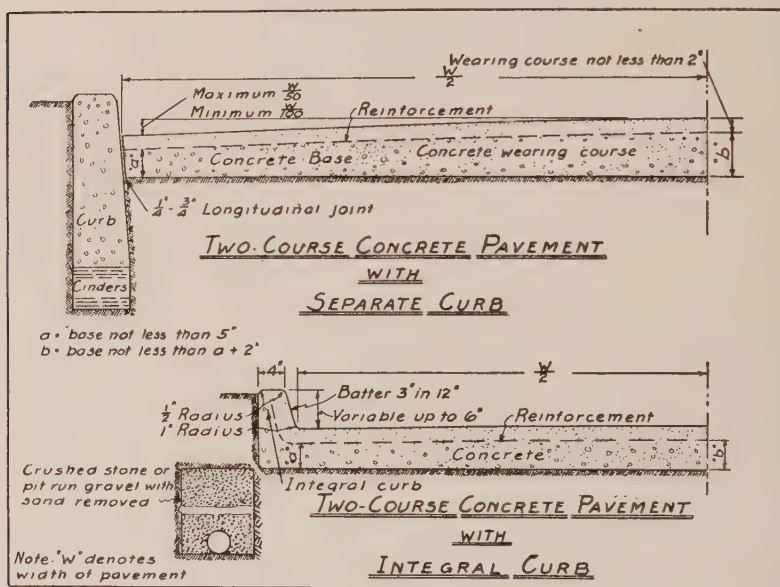 Wearing course not less than 2"
W/2
Maximum W/50
Minimum W/100
Reinforcement
"a"
Concrete Base
Concrete wearing course
"b"
1/4" - 3/4" Longitudinal joint
Curb
Cinders
TWO-COURSE CONCRETE PAVEMENT
WITH
SEPARATE CURB
a = base not less than 5"
b = base not less than a + 2"
4"
W/2
Batter 3" in 12"
1/2" Radius
Variable up to 6"
1" Radius
Reinforcement
"a"
Concrete
"b"
Crushed stone or
pit run gravel with
sand removed
Integral curb
TWO-COURSE CONCRETE PAVEMENT
WITH
INTEGRAL CURB
Note "W" denotes
width of pavement